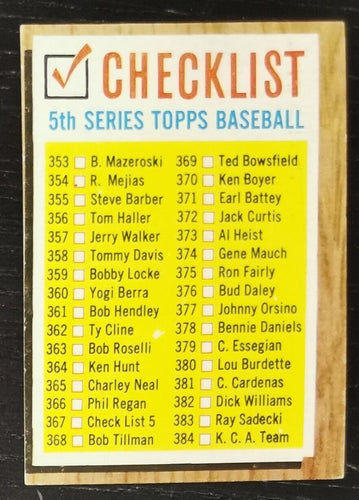 CHECKLIST
5th SERIES TOPPS BASEBALL
353 B. Mazeroski
354 R. Mejias
355 Steve Barber
356 Tom Haller
357 Jerry Walker
358 Tommy Davis
359 Bobby Locke
360 Yogi Berra
361 Bob Hendley
362 Ty Cline
363 Bob Roselli
364 Ken Hunt
365 Charley Neal
366 Phil Regan
367 Check List 5
368 Bob Tillman
369 Ted Bowsfield
370 Ken Boyer
371 Earl Battey
372 Jack Curtis
373 Al Heist
374 Gene Mauch
375 Ron Fairly
376 Bud Daley
377 Johnny Orsino
378 Bennie Daniels
379 C. Essegian
380 Lou Burdette
381 C. Cardenas
382 Dick Williams
383 Ray Sadecki
384 K. C. A. Team